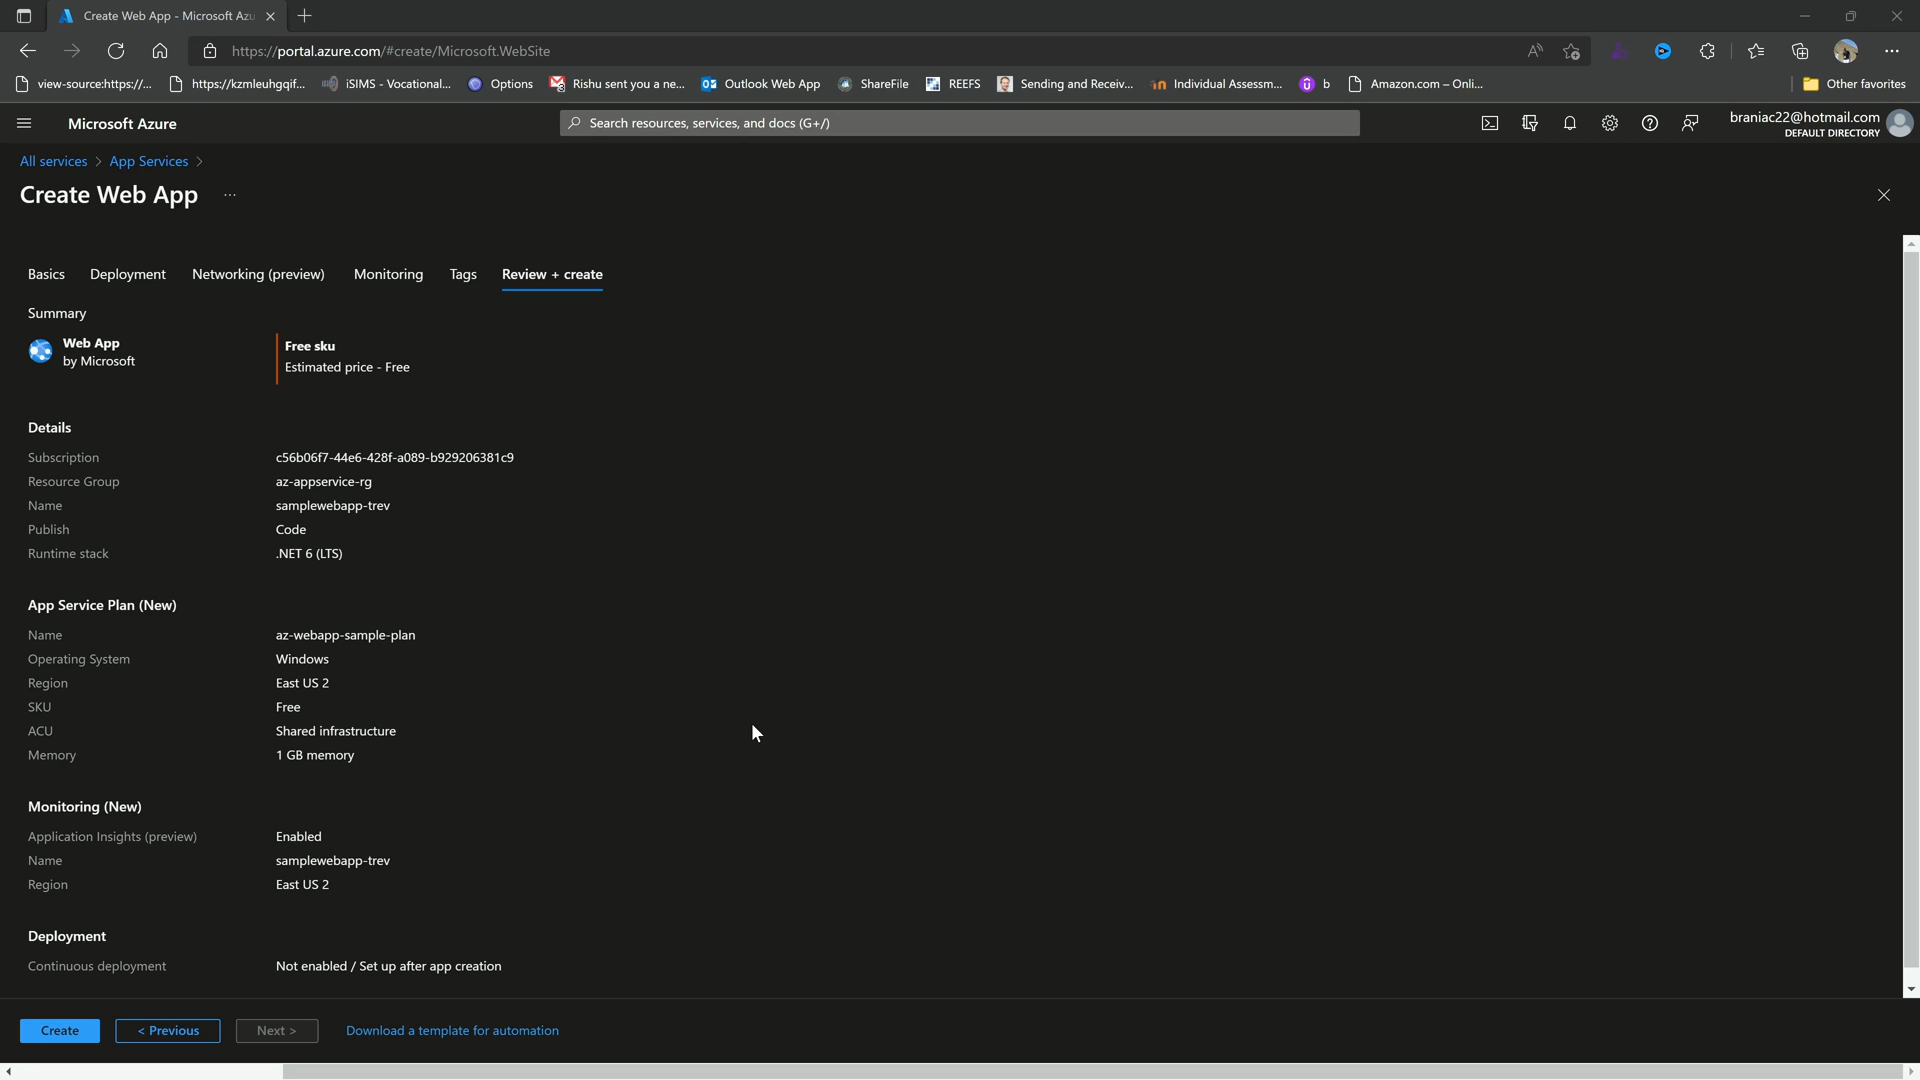 Create Web App - Microsoft Azu
https://portal.azure.com/#create/Microsoft.WebSite
view-source:https://...
https://kzmleuhgqif...
iSIMS - Vocational...
Options
Rishu sent you a ne...
Outlook Web App
ShareFile
REEFS
Sending and Receiv...
Individual Assessm...
b
Amazon.com – Onli...
Other favorites
Microsoft Azure
Search resources, services, and docs (G+/)
braniac22@hotmail.com
DEFAULT DIRECTORY
All services > App Services >
Create Web App ...
Basics
Deployment
Networking (preview)
Monitoring
Tags
Review + create
Summary
Web App
by Microsoft
Free sku
Estimated price - Free
Details
Subscription c56b06f7-44e6-428f-a089-b929206381c9
Resource Group az-appservice-rg
Name samplewebapp-trev
Publish Code
Runtime stack .NET 6 (LTS)
App Service Plan (New)
Name az-webapp-sample-plan
Operating System Windows
Region East US 2
SKU Free
ACU Shared infrastructure
Memory 1 GB memory
Monitoring (New)
Application Insights (preview) Enabled
Name samplewebapp-trev
Region East US 2
Deployment
Continuous deployment Not enabled / Set up after app creation
Create
< Previous
Next >
Download a template for automation